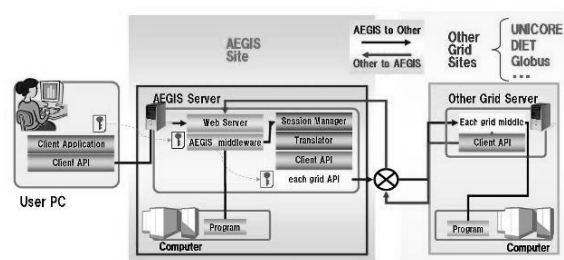 AEGIS
Site
AEGIS to Other
Other to AEGIS
Other
Grid
Sites
UNICORE
DIET
Globus
...
AEGIS Server
Web Server
AEGIS middleware
Session Manager
Translator
Client API
each grid API
Client Application
Client API
User PC
Program
Computer
Other Grid Server
Each grid middle
Client API
Program
Computer